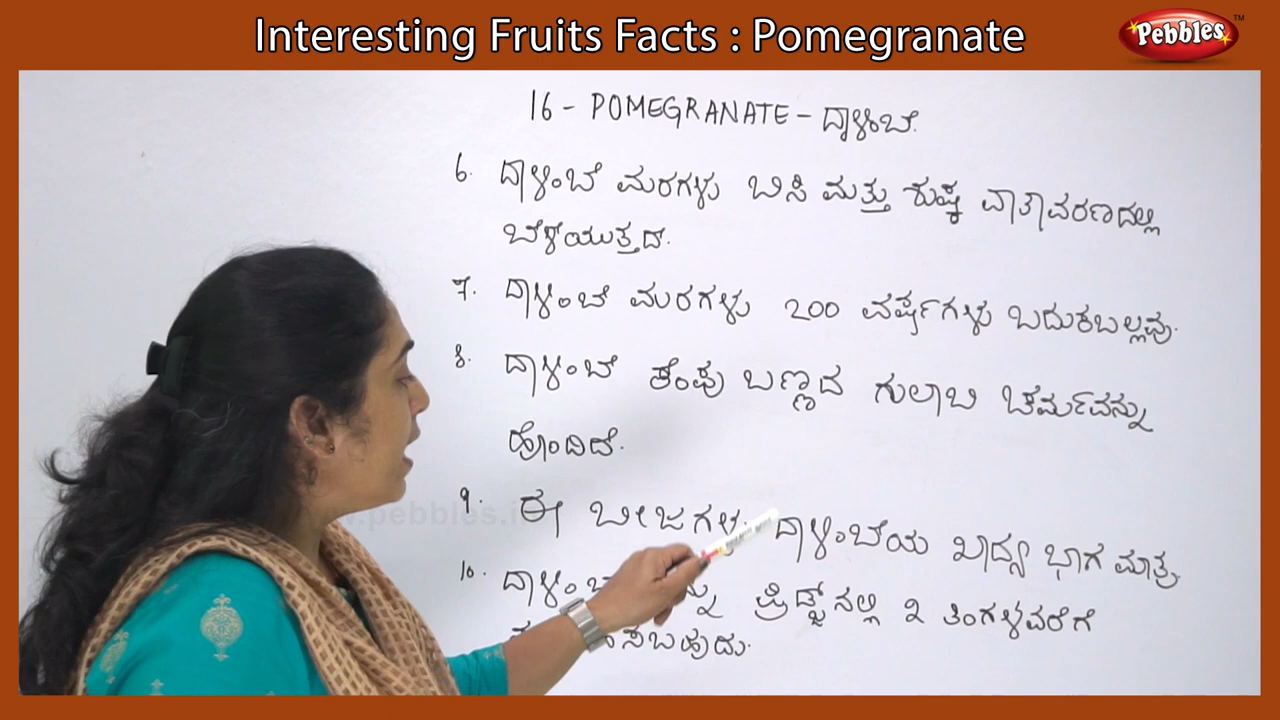 Interesting Fruits Facts : Pomegranate
Pebbles TM
16 - POMEGRANATE - ದಾಳಿಂಬೆ.
6. ದಾಳಿಂಬೆ ಮರಗಳು ಬಿಸಿ ಮತ್ತು ಶುಷ್ಕ ವಾತಾವರಣದಲ್ಲಿ
ಬೆಳೆಯುತ್ತದೆ.
7. ದಾಳಿಂಬೆ ಮರಗಳು 200 ವರ್ಷಗಳು ಬದುಕಬಲ್ಲವು.
8. ದಾಳಿಂಬೆ ಕೆಂಪು ಬಣ್ಣದ ಗುಲಾಬಿ ಚರ್ಮವನ್ನು
ಹೊಂದಿದೆ.
9. ಈ ಬೀಜಗಳು ದಾಳಿಂಬೆಯ ಖಾದ್ಯ ಭಾಗ ಮಾತ್ರ.
10. ಫ್ರಿಡ್ಜ್ ನಲ್ಲಿ 2 ತಿಂಗಳವರೆಗೆ